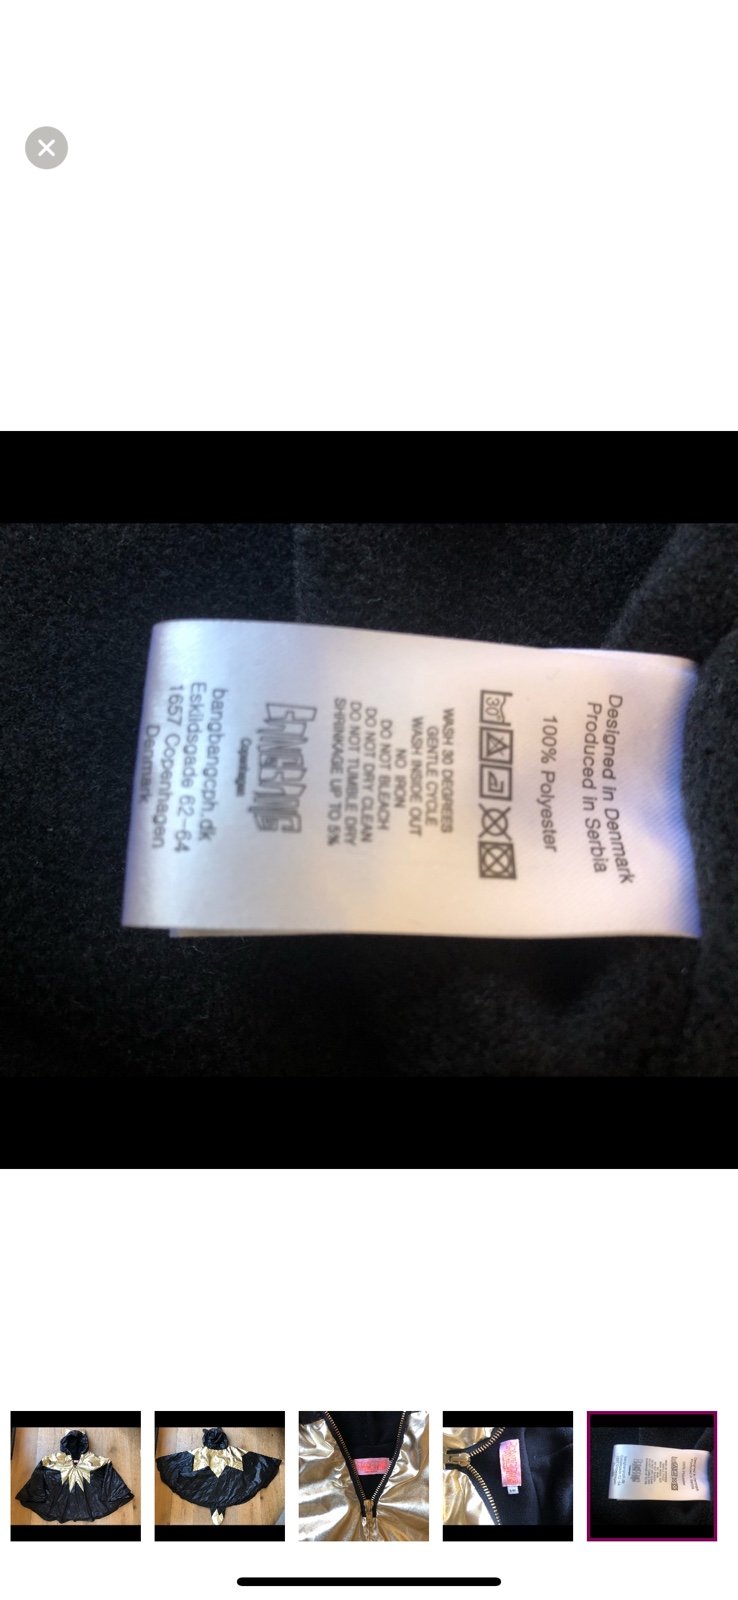 Designed in Denmark
Produced in Serbia
100% Polyester
30°
WASH 30 DEGREES
GENTLE CYCLE
WASH INSIDE OUT
NO IRON
DO NOT BLEACH
DO NOT DRY CLEAN
DO NOT TUMBLE DRY
SHRINKAGE UP TO 5%
BANGBANG
Copenhagen
bangbangcph.dk
Eskildsgade 62-64
1657 Copenhagen
Denmark